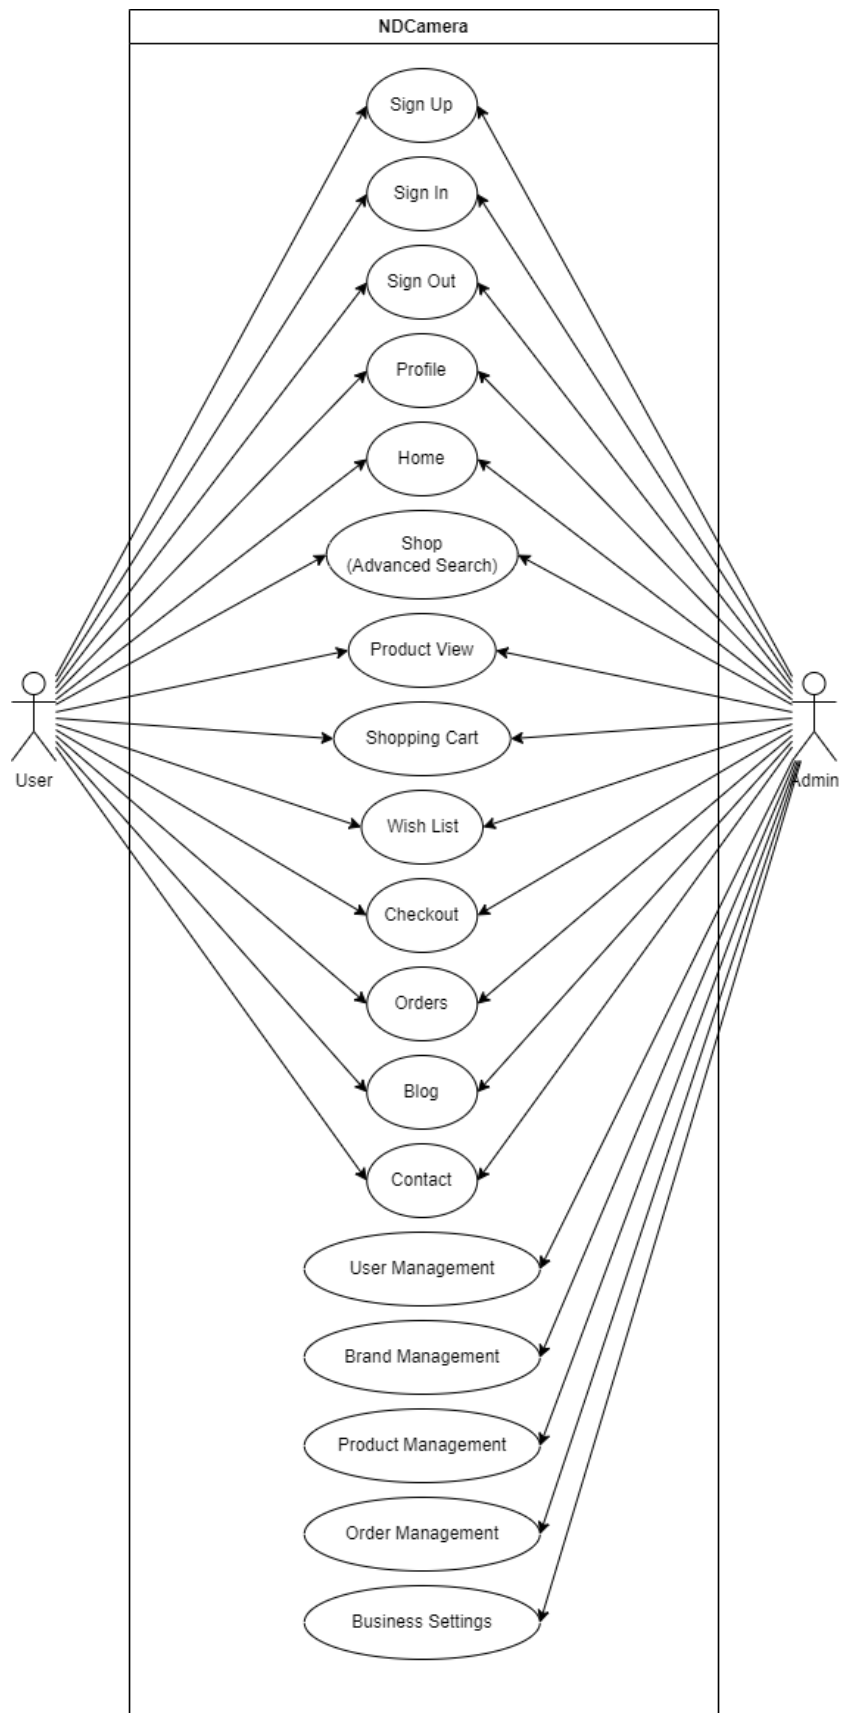 NDCamera
Sign Up
Sign In
Sign Out
Profile
Home
Shop
(Advanced Search)
Product View
Shopping Cart
Wish List
Checkout
Orders
Blog
Contact
User Management
Brand Management
Product Management
Order Management
Business Settings
User
Admin